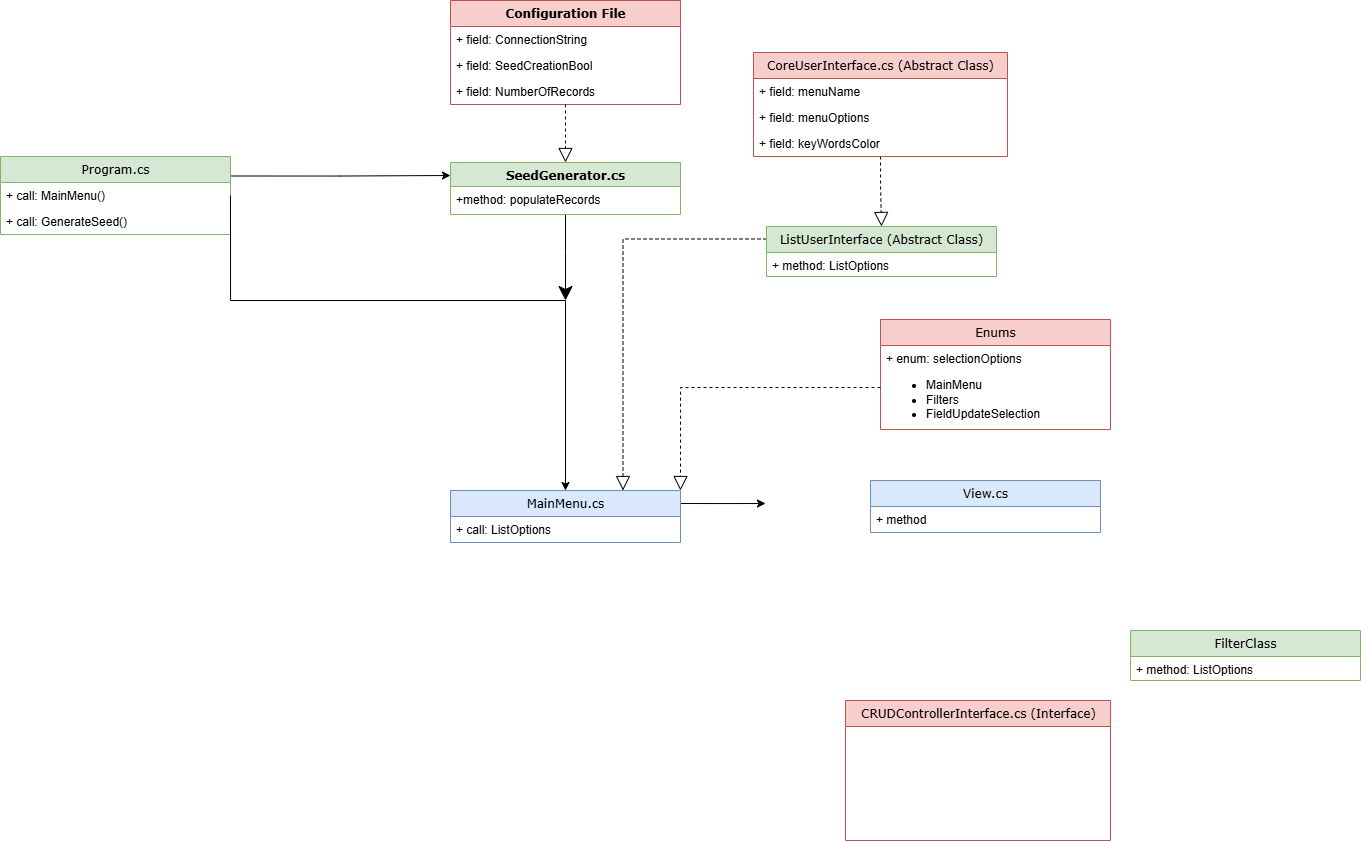 Configuration File
+ field: ConnectionString
+ field: SeedCreationBool
+ field: NumberOfRecords
CoreUserInterface.cs (Abstract Class)
+ field: menuName
+ field: menuOptions
+ field: keyWordsColor
Program.cs
+ call: MainMenu()
+ call: GenerateSeed()
SeedGenerator.cs
+method: populateRecords
ListUserInterface (Abstract Class)
+ method: ListOptions
Enums
+ enum: selectionOptions
• MainMenu
• Filters
• FieldUpdateSelection
MainMenu.cs
+ call: ListOptions
View.cs
+ method
FilterClass
+ method: ListOptions
CRUDControllerInterface.cs (Interface)